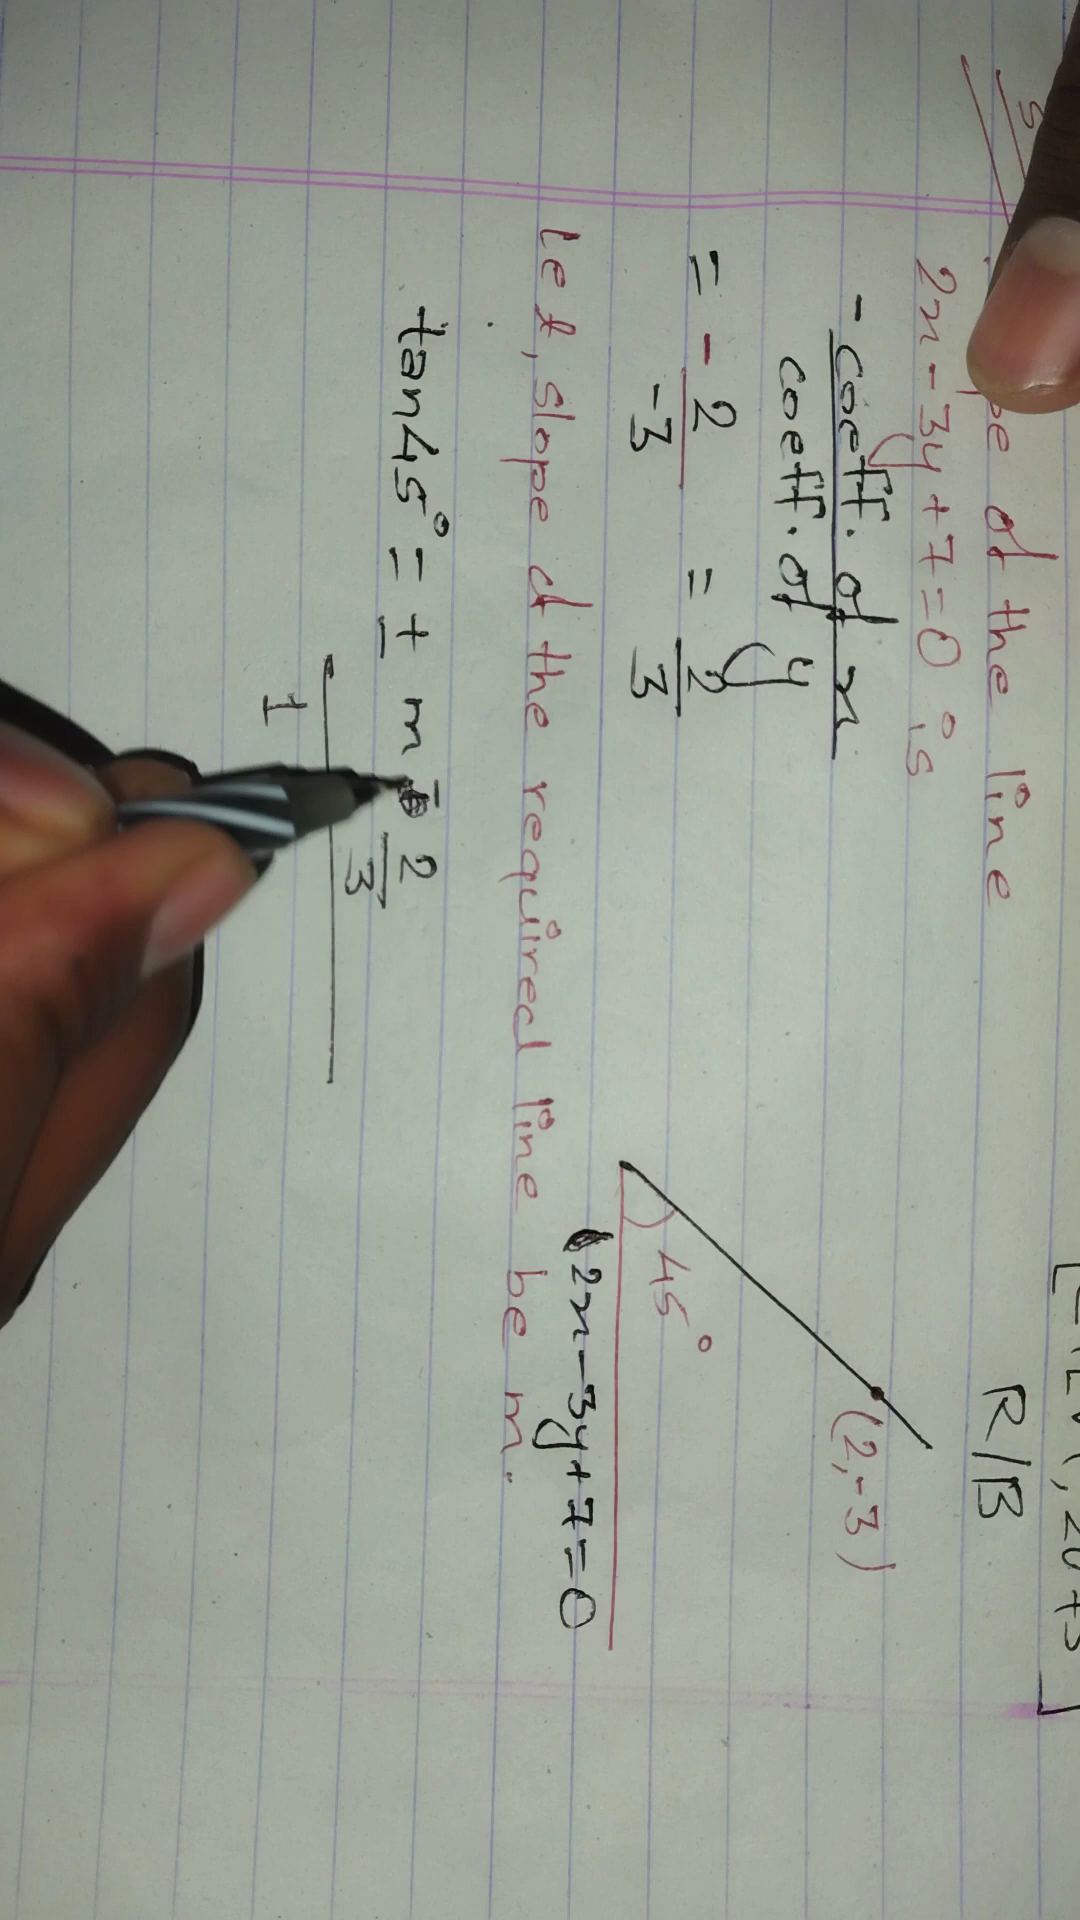 of the line
2x - 3y + 7 = 0 is
R/B
- coeff. of x
coeff. of y
(2, -3)
= - 2/-3 = 2/3
45°
2x - 3y + 7 = 0
Let, slope of the required line be m.
tan45° = ± m - 2/3
1